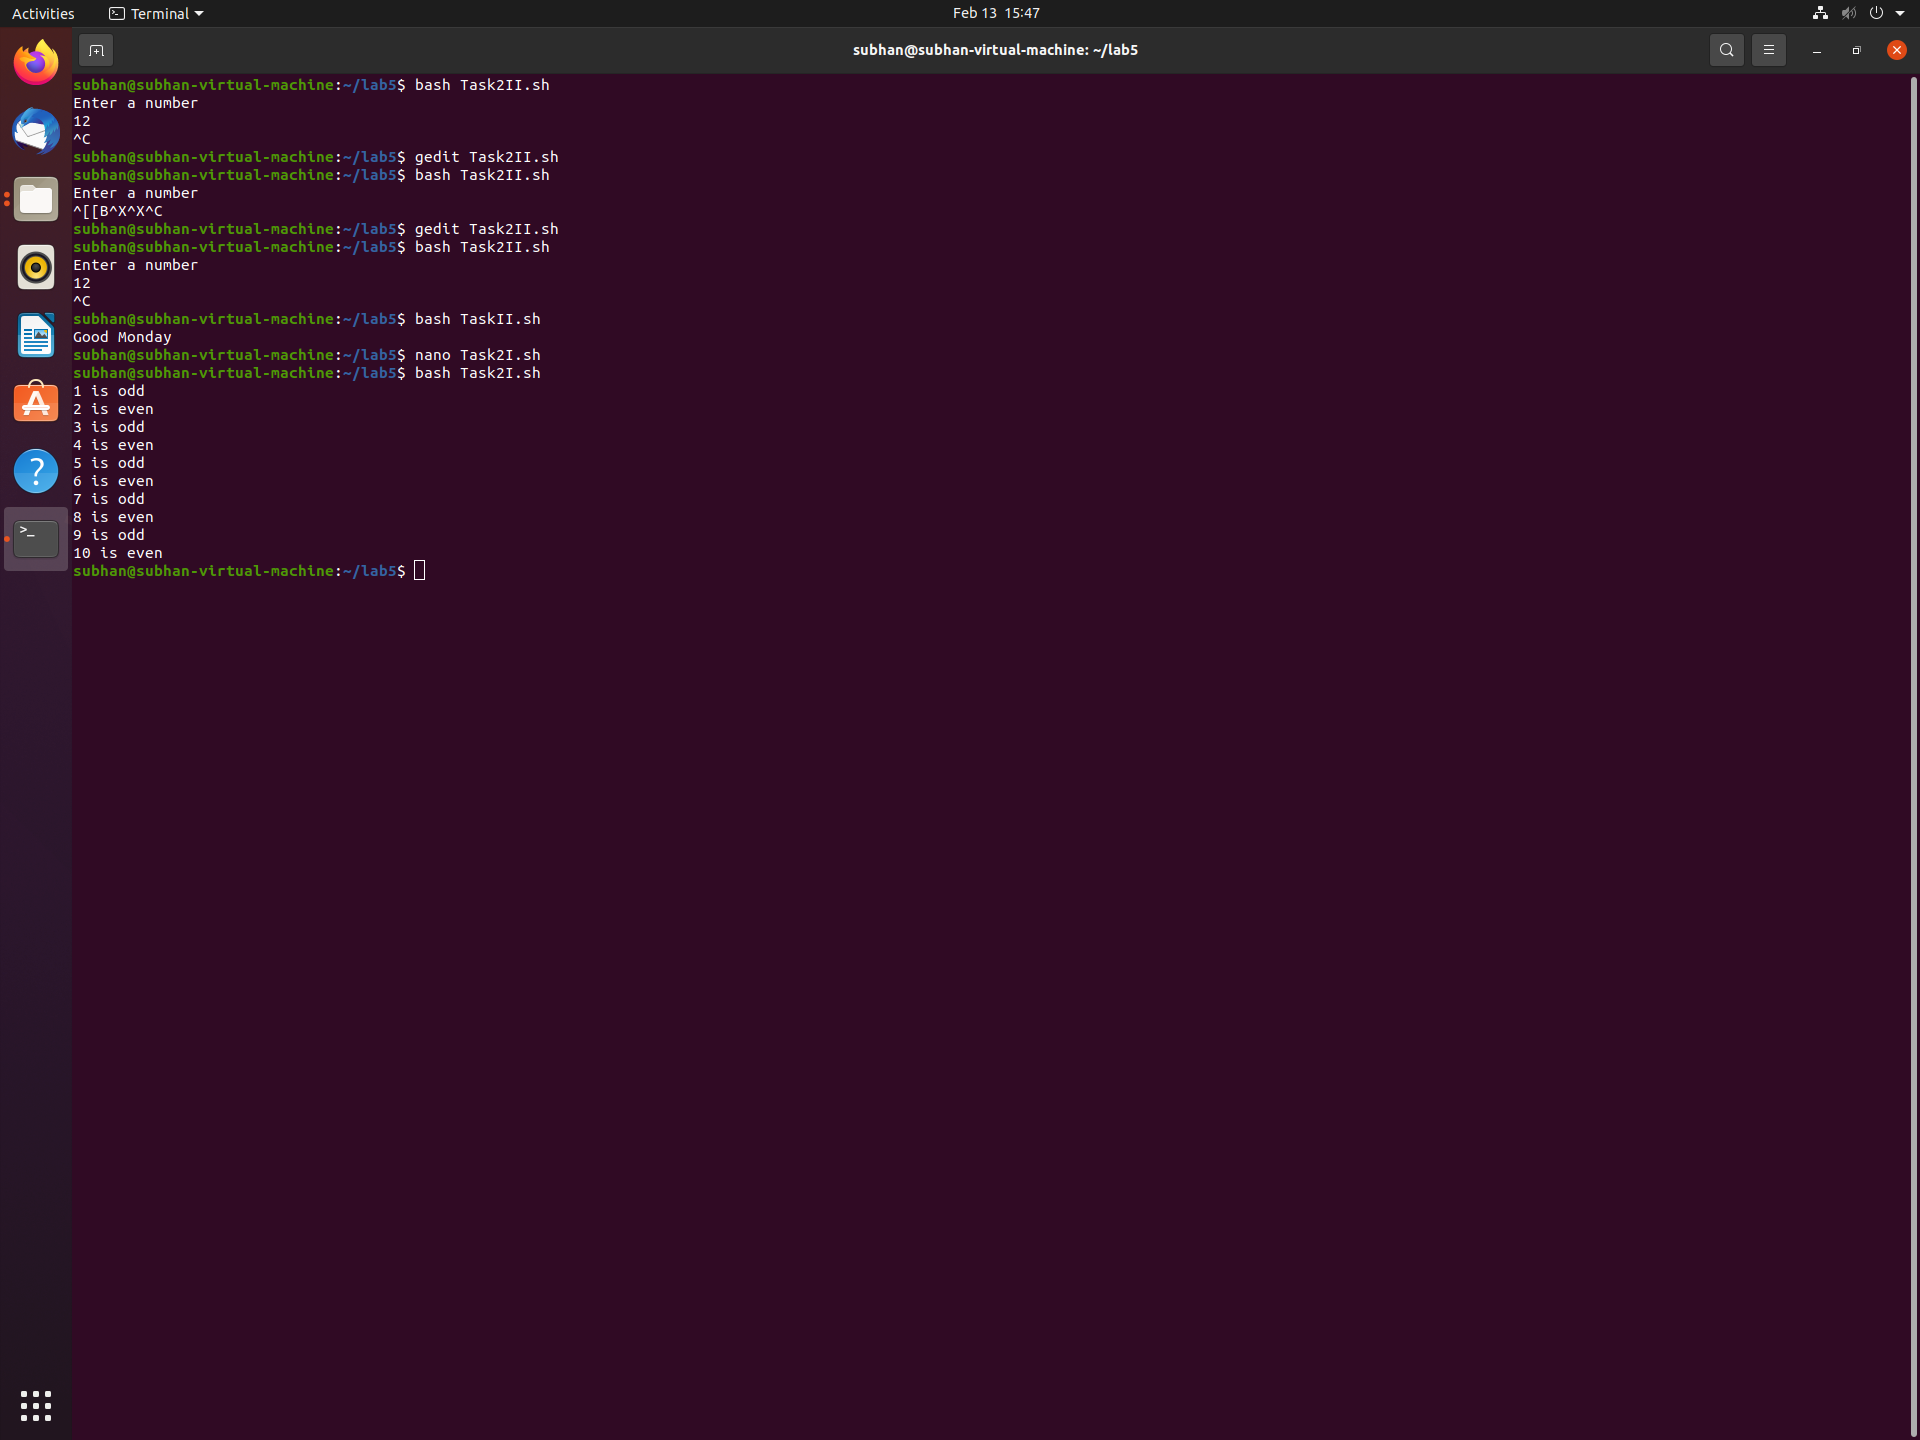 Activities
Terminal
Feb 13 15:47
subhan@subhan-virtual-machine: ~/lab5
subhan@subhan-virtual-machine:~/lab5$ bash Task2II.sh
Enter a number
12
^C
subhan@subhan-virtual-machine:~/lab5$ gedit Task2II.sh
subhan@subhan-virtual-machine:~/lab5$ bash Task2II.sh
Enter a number
^[[B^X^X^C
subhan@subhan-virtual-machine:~/lab5$ gedit Task2II.sh
subhan@subhan-virtual-machine:~/lab5$ bash Task2II.sh
Enter a number
12
^C
subhan@subhan-virtual-machine:~/lab5$ bash TaskII.sh
Good Monday
subhan@subhan-virtual-machine:~/lab5$ nano Task2I.sh
subhan@subhan-virtual-machine:~/lab5$ bash Task2I.sh
1 is odd
2 is even
3 is odd
4 is even
5 is odd
6 is even
7 is odd
8 is even
9 is odd
10 is even
subhan@subhan-virtual-machine:~/lab5$